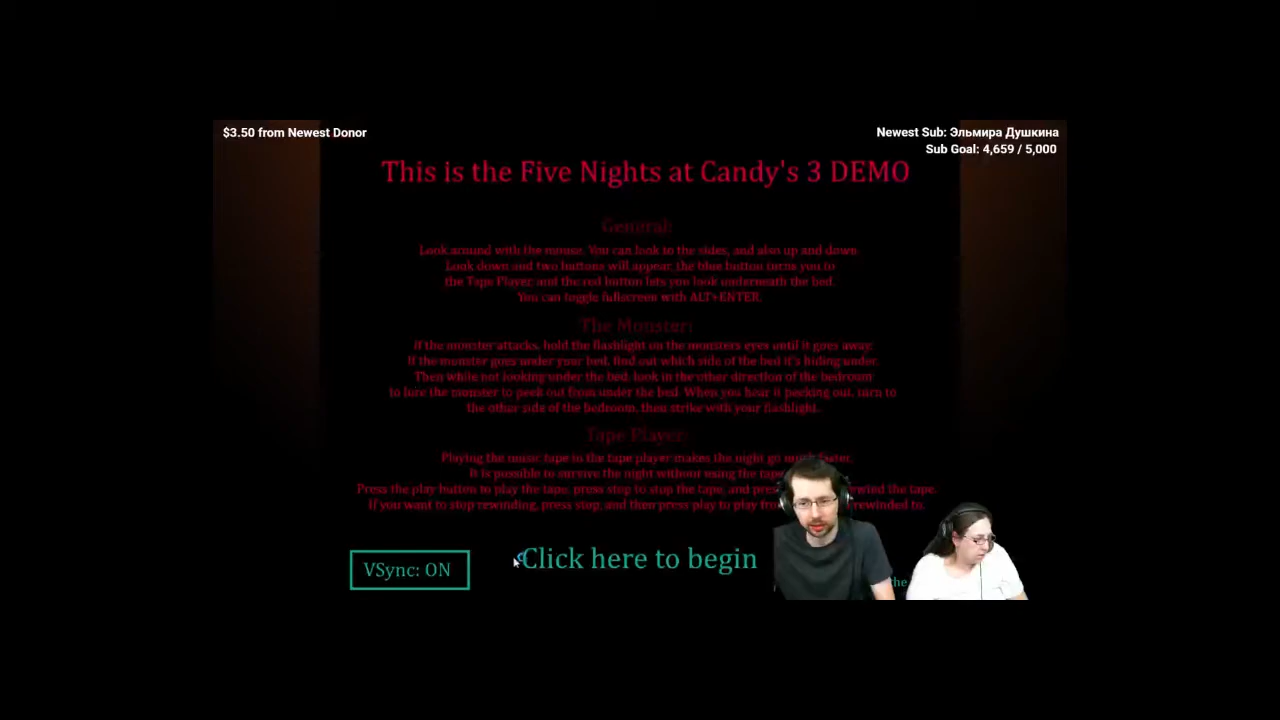 $3.50 from Newest Donor
Newest Sub: Эльмира Душкина
Sub Goal: 4,659 / 5,000
This is the Five Nights at Candy's 3 DEMO
General:
Look around with the mouse. You can look to the sides, and also up and down.
Look down and two buttons will appear, the blue button turns you to
the Tape Player, and the red button lets you look underneath the bed.
You can toggle fullscreen with ALT+ENTER.
The Monster:
If the monster attacks, hold the flashlight on the monsters eyes until it goes away.
If the monster goes under your bed, find out which side of the bed it's hiding under.
Then while not looking under the bed, look in the other direction of the bedroom
to lure the monster to peek out from under the bed. When you hear it peeking out, turn to
the other side of the bedroom, then strike with your flashlight.
Tape Player:
Playing the music tape in the tape player makes the night go much faster.
It is possible to survive the night without using the tape
Press the play button to play the tape, press stop to stop the tape, and pres rewind the tape.
If you want to stop rewinding, press stop, and then press play to play fro rewinded to.
Click here to begin
VSync: ON
the